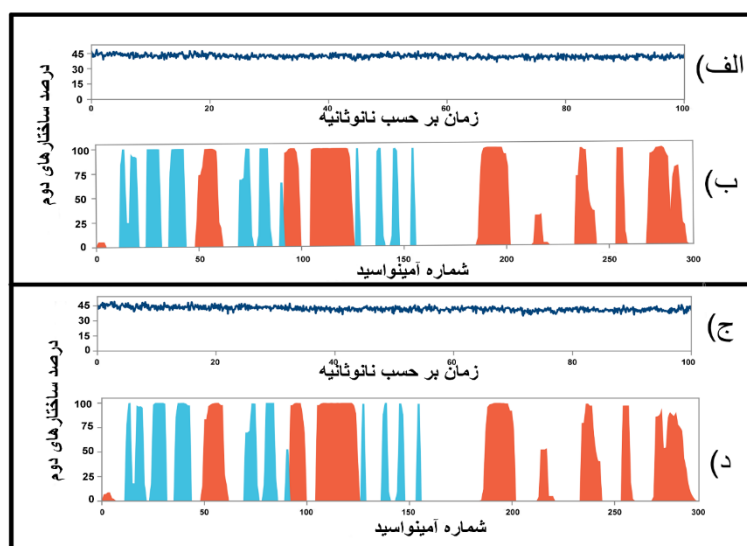 45
30
15
0
0 20 40 60 80 100
زمان بر حسب نانوثانیه
الف)
درصد ساختارهای دوم
100
75
50
25
0
0 50 100 150 200 250 300
شماره آمینواسید
ب)
45
30
15
0
0 20 40 60 80 100
زمان بر حسب نانوثانیه
ج)
درصد ساختارهای دوم
100
75
50
25
0
0 50 100 150 200 250 300
شماره آمینواسید
د)